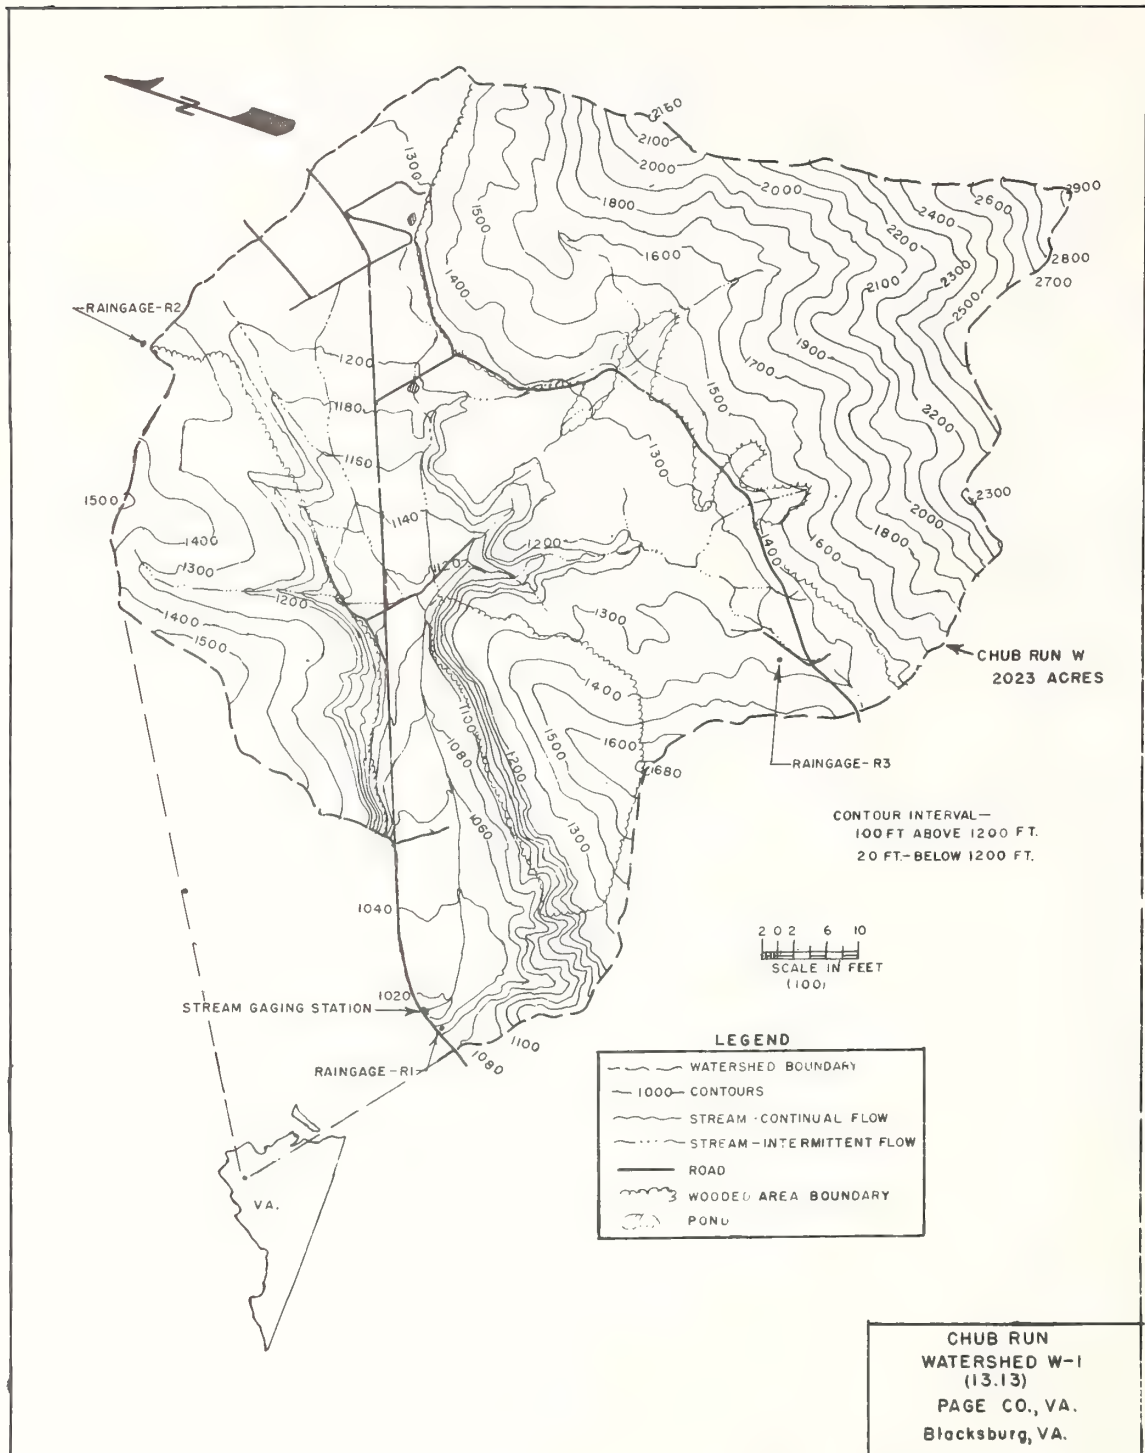 N
2160
2100
2000
1300
1500
1800
2000
2900
2600
2400
2200
2800
2700
1600
2300
2100
2500
1400
RAINGAGE-R2
1900
1200
1700
1500
1180
2200
1300
1160
1500
2300
1140
2000
1400
1800
1200
1600
1400
1120
1300
1200
1300
1400
1500
CHUB RUN W
2023 ACRES
1400
1100
1080
1500
1600
1200
RAINGAGE-R3
1680
1060
1300
CONTOUR INTERVAL—
100 FT ABOVE 1200 FT.
20 FT.-BELOW 1200 FT.
1040
2 0 2 6 10
SCALE IN FEET
(100)
1020
STREAM GAGING STATION
1100
1080
RAINGAGE-R1
LEGEND
WATERSHED BOUNDARY
1000 CONTOURS
STREAM-CONTINUAL FLOW
STREAM-INTERMITTENT FLOW
ROAD
WOODED AREA BOUNDARY
POND
VA.
CHUB RUN
WATERSHED W-1
(13.13)
PAGE CO., VA.
Blacksburg, VA.